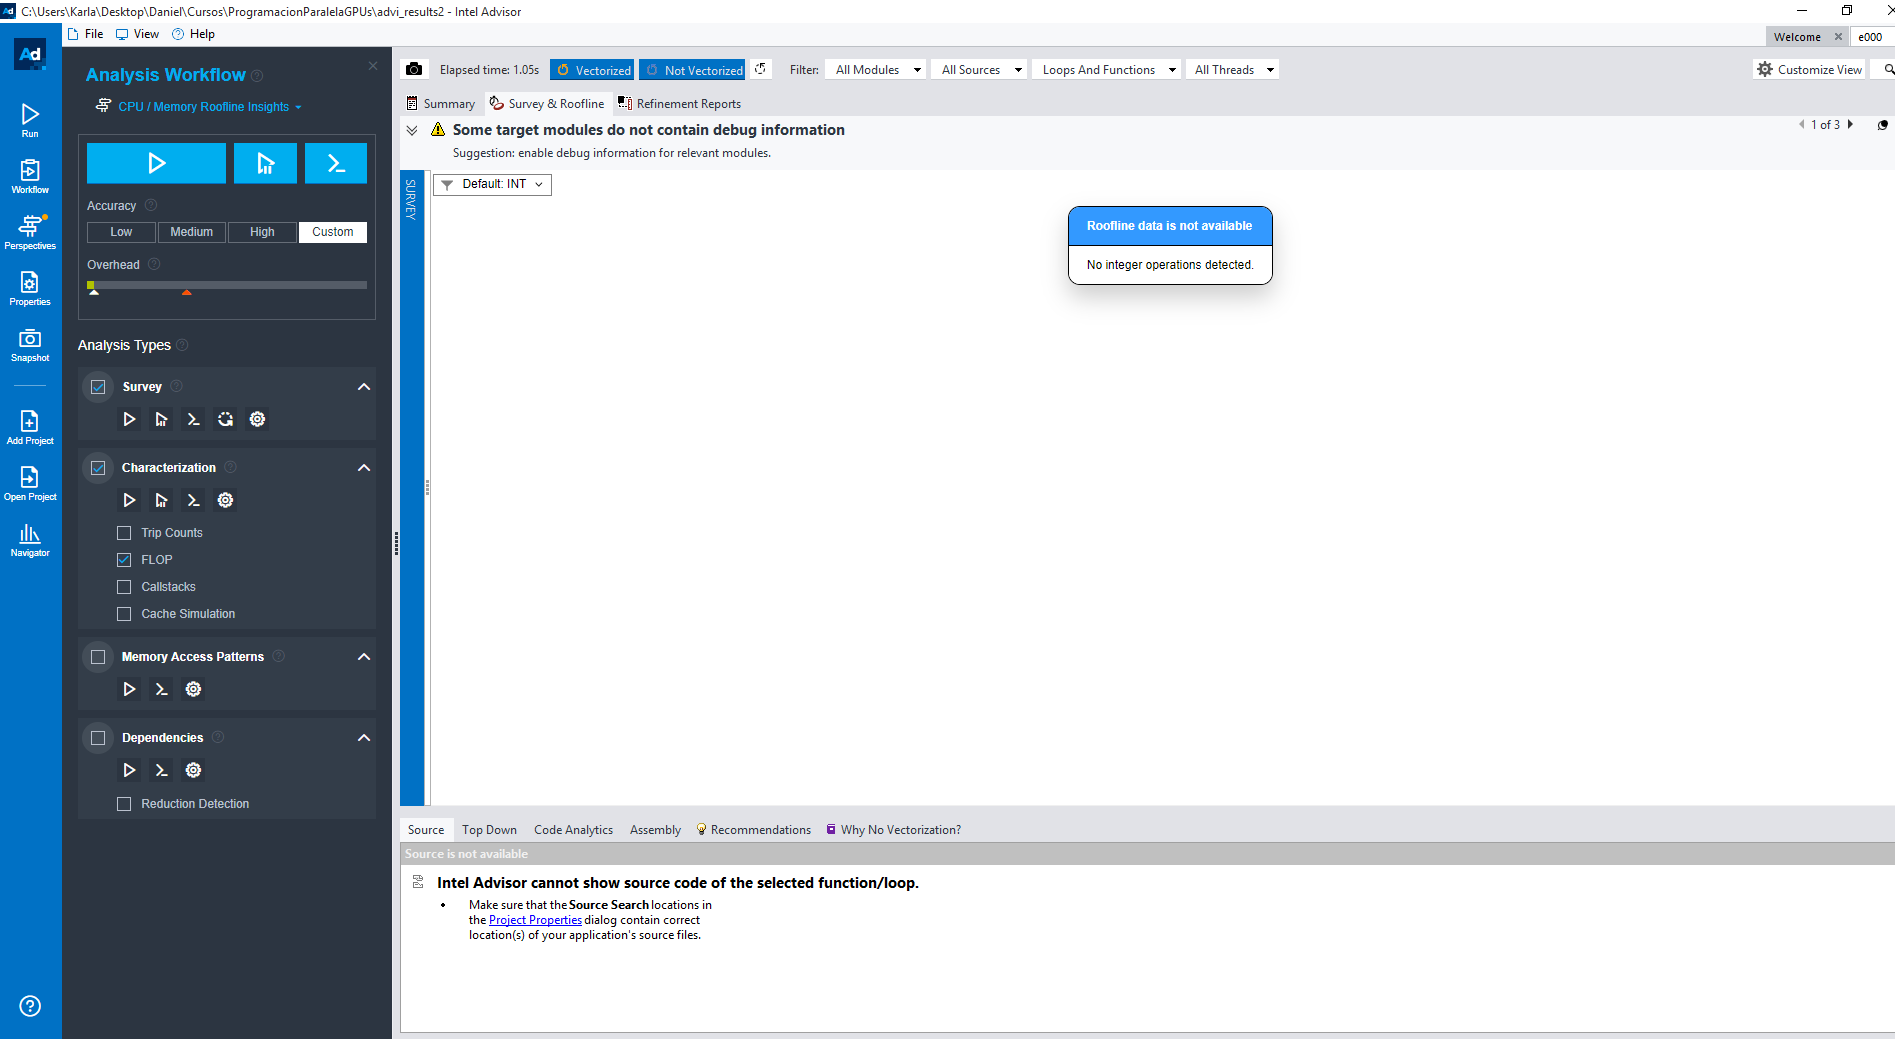 Ad C:\Users\Karla\Desktop\Daniel\Cursos\ProgramacionParalelaGPUs\advi_results2 - Intel Advisor
Ad
File View Help
Welcome × e000
Run
Workflow
Perspectives
Properties
Snapshot
Add Project
Open Project
Navigator
Analysis Workflow
CPU / Memory Roofline Insights
Accuracy
Low Medium High Custom
Overhead
Analysis Types
Survey
Characterization
Trip Counts
FLOP
Callstacks
Cache Simulation
Memory Access Patterns
Dependencies
Reduction Detection
Elapsed time: 1.05s Vectorized Not Vectorized Filter: All Modules All Sources Loops And Functions All Threads Customize View
Summary Survey & Roofline Refinement Reports
Some target modules do not contain debug information
1 of 3
Suggestion: enable debug information for relevant modules.
SURVEY
Default: INT
Roofline data is not available
No integer operations detected.
Source Top Down Code Analytics Assembly Recommendations Why No Vectorization?
Source is not available
Intel Advisor cannot show source code of the selected function/loop.
• Make sure that the Source Search locations in
the Project Properties dialog contain correct
location(s) of your application's source files.